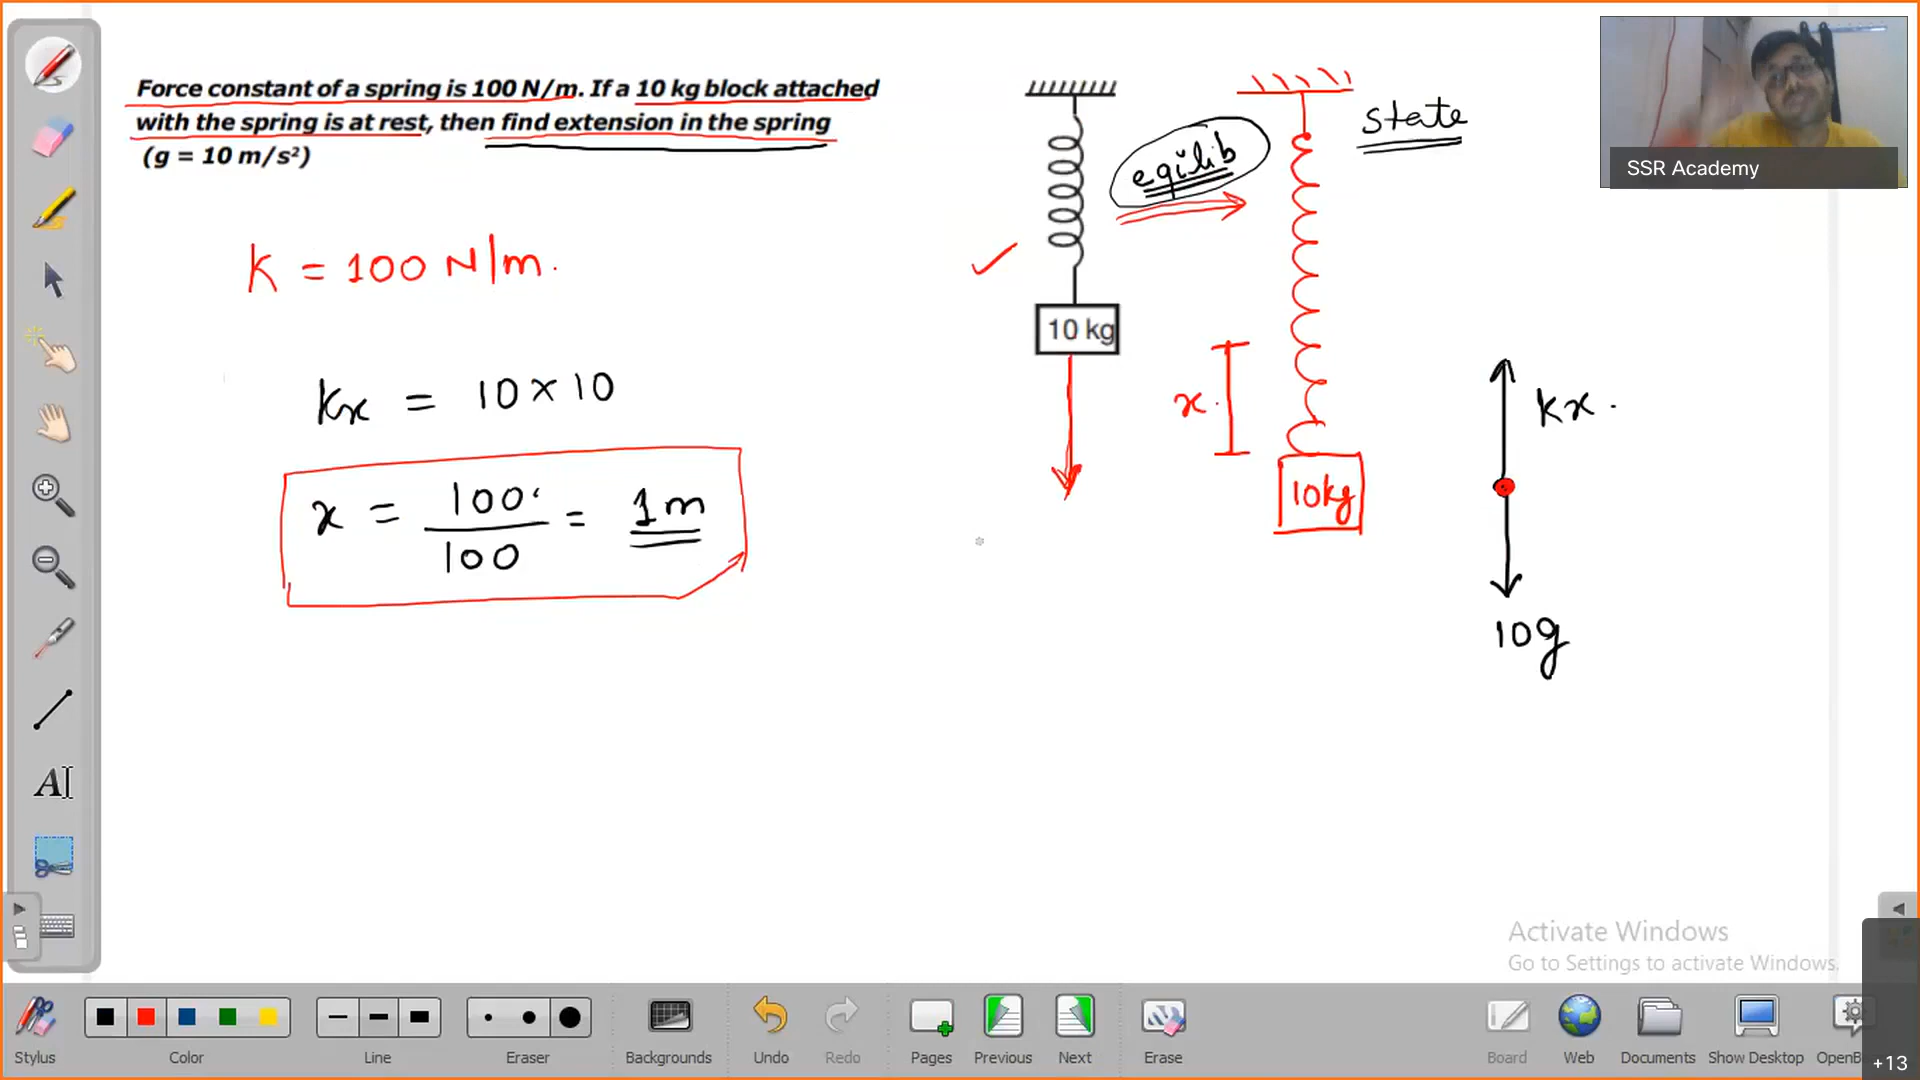 Force constant of a spring is 100 N/m. If a 10 kg block attached
with the spring is at rest, then find extension in the spring
(g = 10 m/s²)
K = 100 N/m.
kx = 10 × 10
x = 100 / 100 = 1m
10 kg
eqilib
state
x
10kg
kx
10g
SSR Academy
Activate Windows
Go to Settings to activate Windows.
Stylus
Color
Line
Eraser
Backgrounds
Undo
Redo
Pages
Previous
Next
Erase
Board
Web
Documents
Show Desktop
OpenB
+13